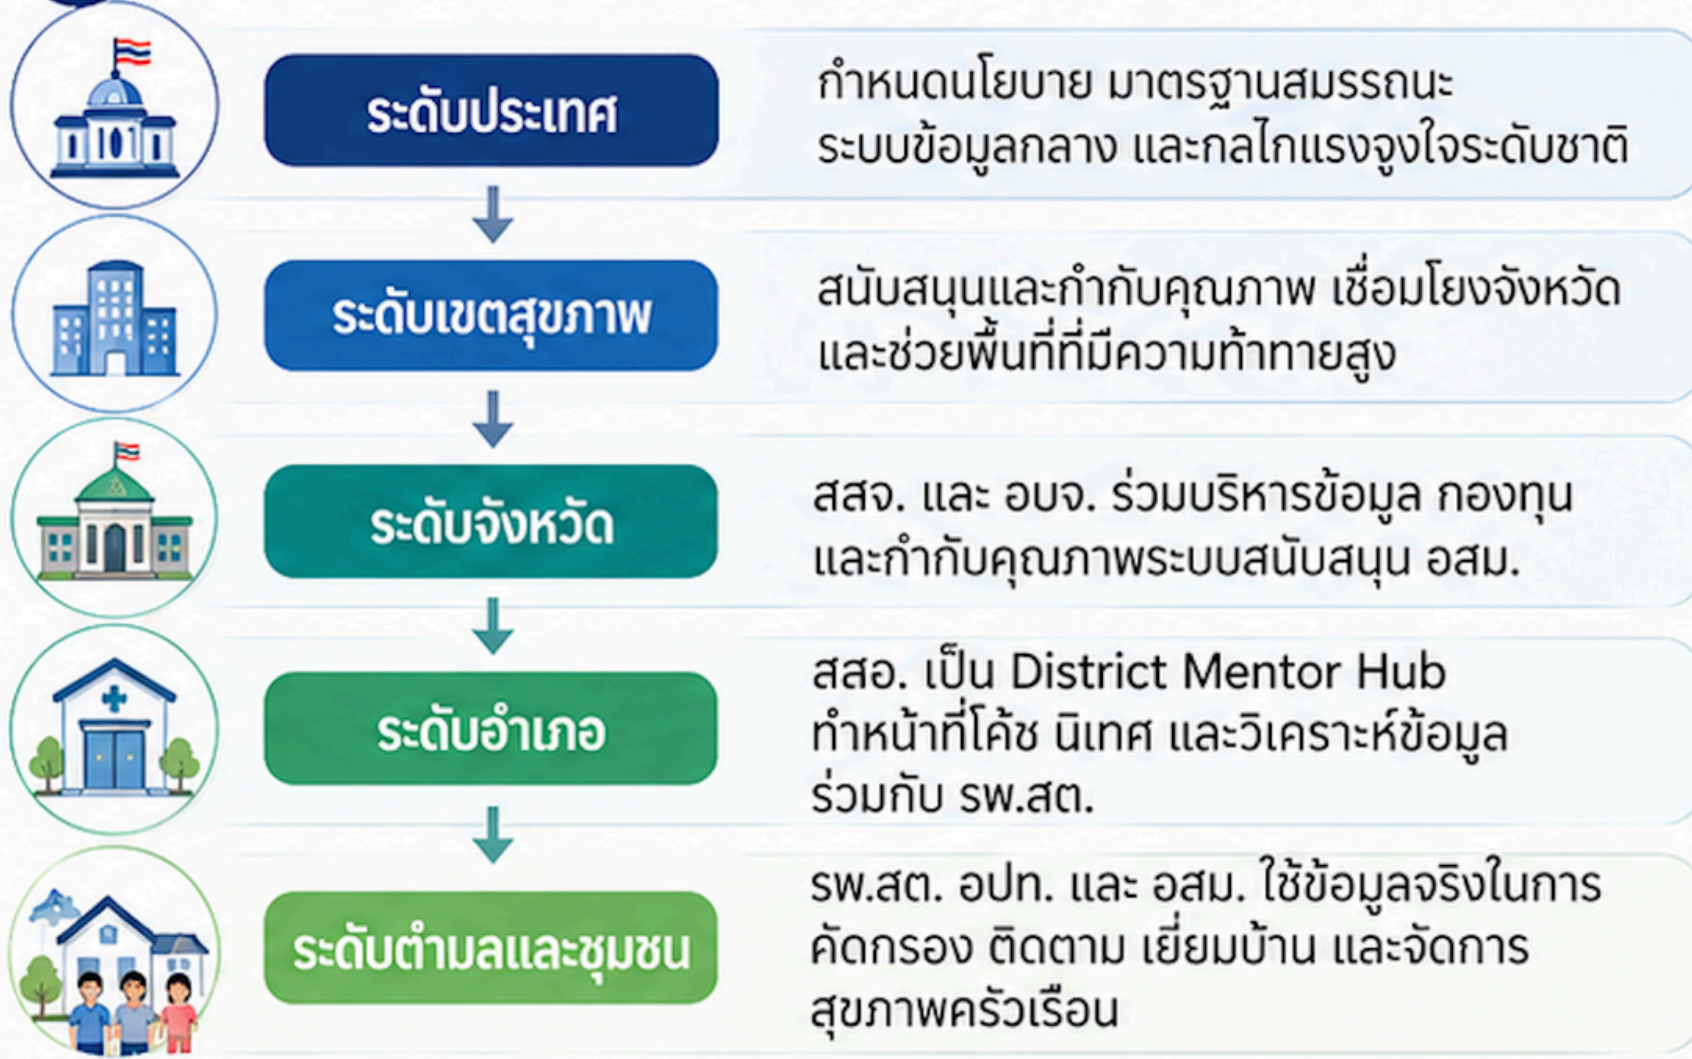 ระดับประเทศ
กำหนดนโยบาย มาตรฐานสมรรถนะ
ระบบข้อมูลกลาง และกลไกแรงจูงใจระดับชาติ
ระดับเขตสุขภาพ
สนับสนุนและกำกับคุณภาพ เชื่อมโยงจังหวัด
และช่วยพื้นที่ที่มีความท้าทายสูง
ระดับจังหวัด
สสจ. และ อบจ. ร่วมบริหารข้อมูล กองทุน
และกำกับคุณภาพระบบสนับสนุน อสม.
ระดับอำเภอ
สสอ. เป็น District Mentor Hub
ทำหน้าที่โค้ช นิเทศ และวิเคราะห์ข้อมูล
ร่วมกับ รพ.สต.
ระดับตำบลและชุมชน
รพ.สต. อปท. และ อสม. ใช้ข้อมูลจริงในการ
คัดกรอง ติดตาม เยี่ยมบ้าน และจัดการ
สุขภาพครัวเรือน